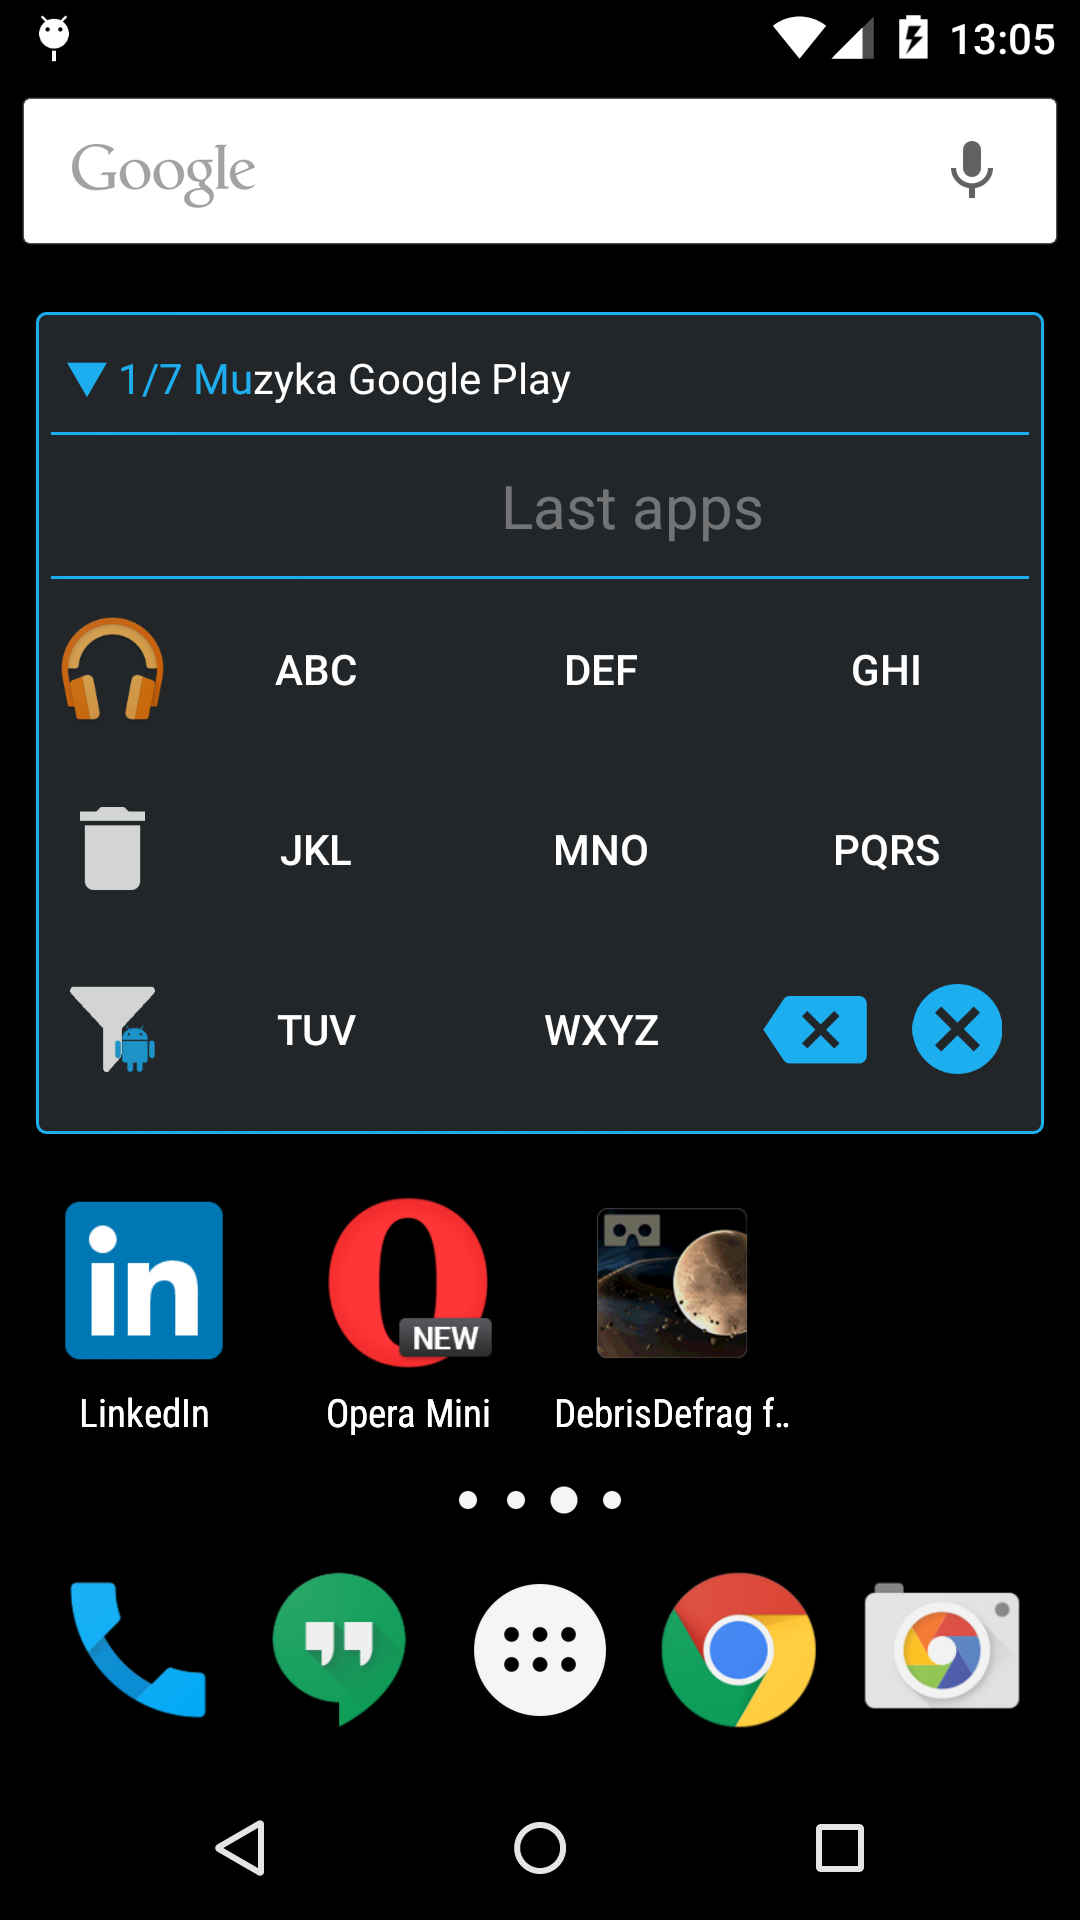 13:05
Google
1/7 Muzyka Google Play
Last apps
ABC DEF GHI
JKL MNO PQRS
TUV WXYZ
in
NEW
LinkedIn Opera Mini DebrisDefrag f..